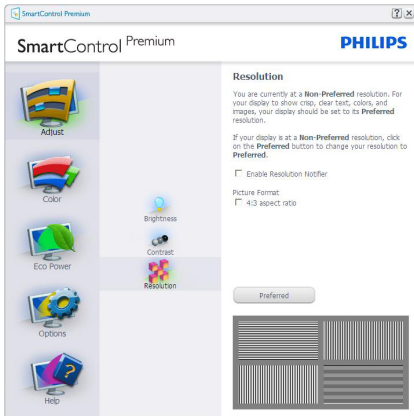 SmartControl Premium
SmartControl Premium
PHILIPS
Adjust
Color
Eco Power
Options
Help
Brightness
Contrast
Resolution
Resolution
You are currently at a Non-Preferred resolution. For
your display to show crisp, clear text, colors, and
images, your display should be set to its Preferred
resolution.
If your display is at a Non-Preferred resolution, click
on the Preferred button to change your resolution to
Preferred.
Enable Resolution Notifier
Picture Format
4:3 aspect ratio
Preferred